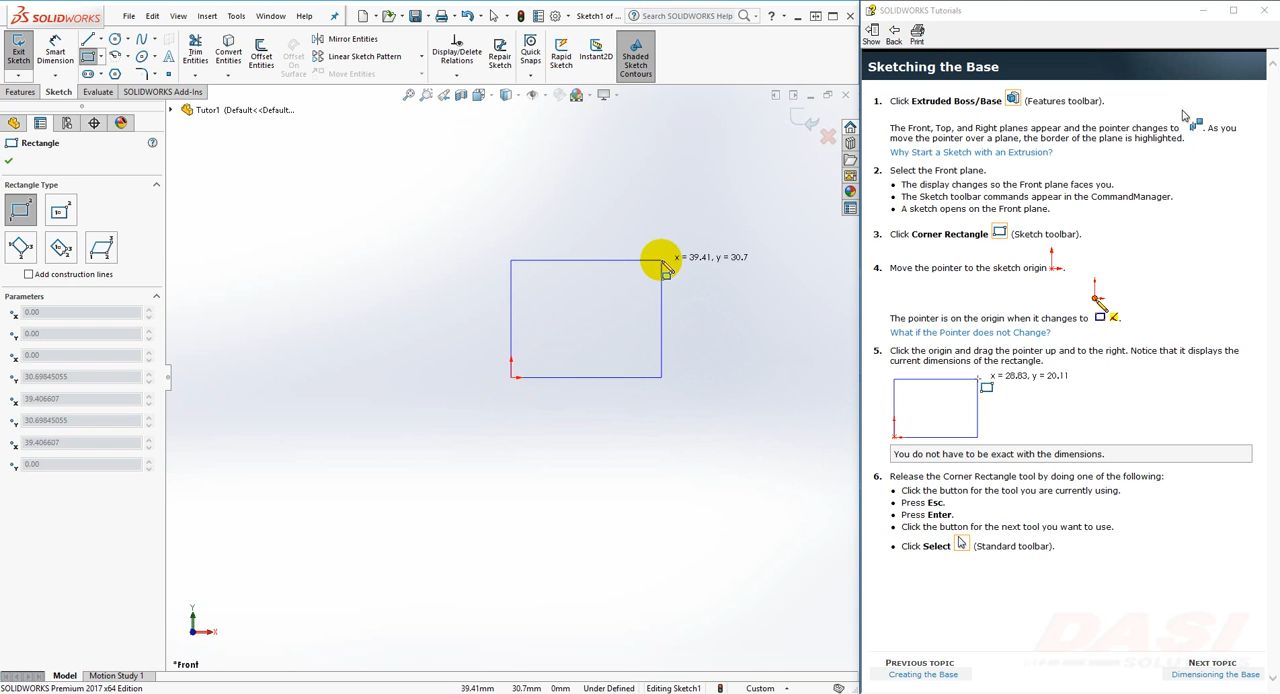 SOLIDWORKS
File
Edit
View
Insert
Tools
Window
Help
Sketch1 of ...
Search SOLIDWORKS Help
Exit
Sketch
Smart
Dimension
Trim
Entities
Convert
Entities
Offset
Entities
Offset
On
Surface
Mirror Entities
Linear Sketch Pattern
Move Entities
Display/Delete
Relations
Repair
Sketch
Quick
Snaps
Rapid
Sketch
Instant2D
Shaded
Sketch
Contours
Features
Sketch
Evaluate
SOLIDWORKS Add-Ins
Tutor1 (Default<<Default...
Rectangle
Rectangle Type
Add construction lines
Parameters
0.00
0.00
0.00
30.69845055
39.406607
30.69845055
39.406607
0.00
x = 39.41, y = 30.7
Y
X
*Front
Model
Motion Study 1
SOLIDWORKS Premium 2017 x64 Edition
39.41mm
30.7mm
0mm
Under Defined
Editing Sketch1
Custom
SOLIDWORKS Tutorials
Show
Back
Print
Sketching the Base
1. Click Extruded Boss/Base (Features toolbar).
The Front, Top, and Right planes appear and the pointer changes to . As you
move the pointer over a plane, the border of the plane is highlighted.
Why Start a Sketch with an Extrusion?
2. Select the Front plane.
• The display changes so the Front plane faces you.
• The Sketch toolbar commands appear in the CommandManager.
• A sketch opens on the Front plane.
3. Click Corner Rectangle (Sketch toolbar).
4. Move the pointer to the sketch origin .
The pointer is on the origin when it changes to .
What if the Pointer does not Change?
5. Click the origin and drag the pointer up and to the right. Notice that it displays the
current dimensions of the rectangle.
x = 28.83, y = 20.11
You do not have to be exact with the dimensions.
6. Release the Corner Rectangle tool by doing one of the following:
• Click the button for the tool you are currently using.
• Press Esc.
• Press Enter.
• Click the button for the next tool you want to use.
• Click Select (Standard toolbar).
DASI
SOLUTIONS
PREVIOUS TOPIC
Creating the Base
NEXT TOPIC
Dimensioning the Base